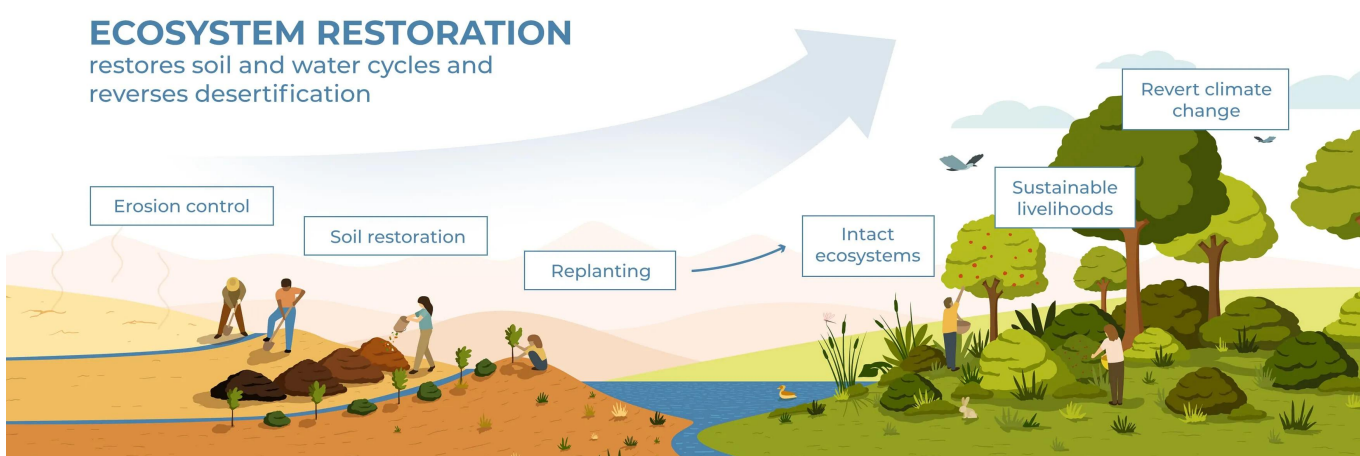 ECOSYSTEM RESTORATION
restores soil and water cycles and
reverses desertification
Erosion control
Soil restoration
Replanting
Intact
ecosystems
Sustainable
livelihoods
Revert climate
change